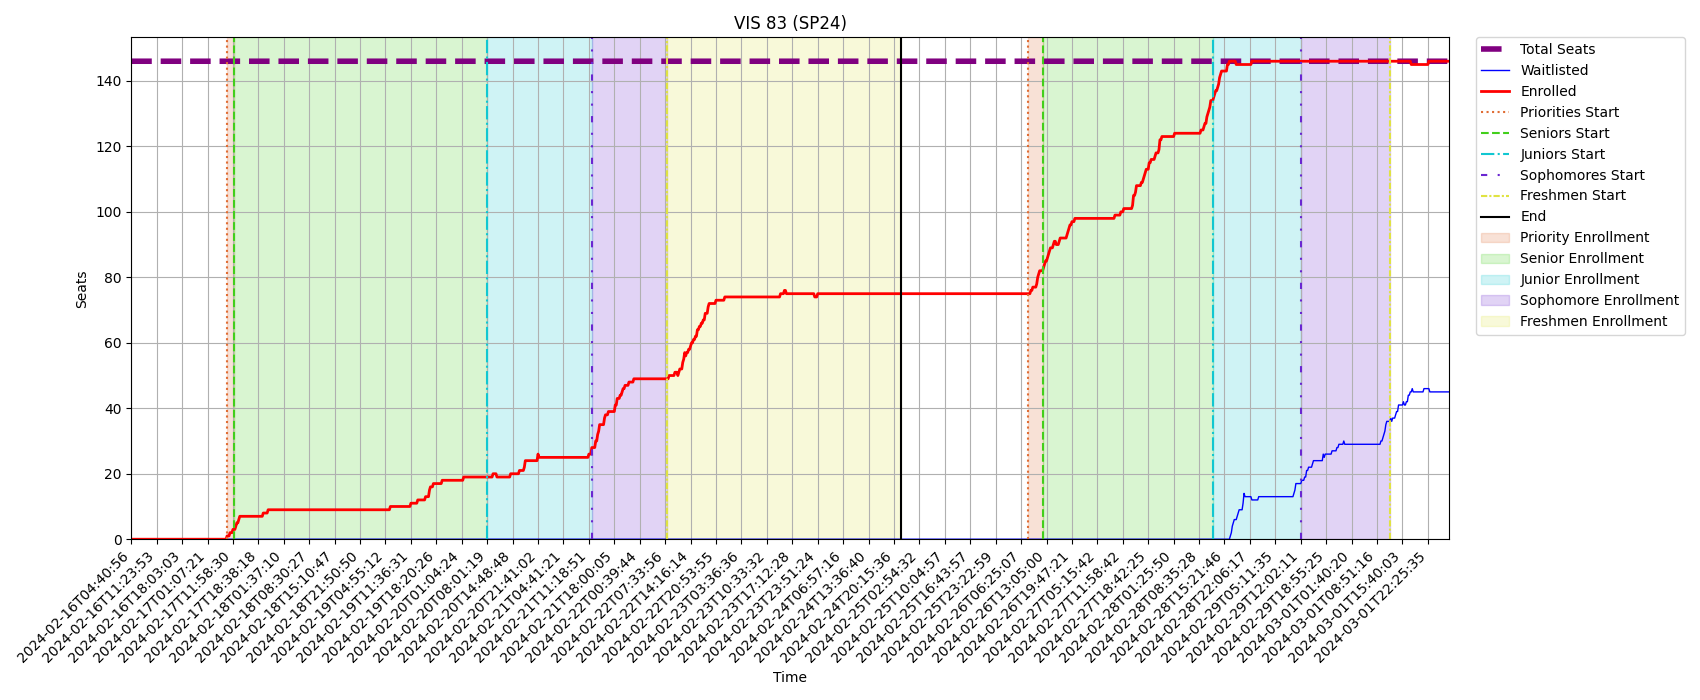 VIS 83 (SP24)
Seats
140
120
100
80
60
40
20
0
2024-02-16T04:40:56
2024-02-16T11:23:53
2024-02-16T18:03:03
2024-02-17T01:07:21
2024-02-17T11:58:30
2024-02-17T18:38:18
2024-02-18T01:37:10
2024-02-18T08:30:27
2024-02-18T15:10:47
2024-02-18T21:50:50
2024-02-19T04:55:12
2024-02-19T11:36:31
2024-02-19T18:20:26
2024-02-20T01:04:24
2024-02-20T08:01:19
2024-02-20T14:48:48
2024-02-20T21:41:02
2024-02-21T04:41:21
2024-02-21T11:18:51
2024-02-21T18:00:05
2024-02-22T00:39:44
2024-02-22T07:33:56
2024-02-22T14:16:14
2024-02-22T20:53:55
2024-02-23T03:36:36
2024-02-23T10:33:32
2024-02-23T17:12:28
2024-02-23T23:51:24
2024-02-24T06:57:16
2024-02-24T13:36:40
2024-02-24T20:15:36
2024-02-25T02:54:32
2024-02-25T10:04:57
2024-02-25T16:43:57
2024-02-25T23:22:59
2024-02-26T06:25:07
2024-02-26T13:05:00
2024-02-26T19:47:21
2024-02-27T05:15:42
2024-02-27T11:58:42
2024-02-27T18:42:25
2024-02-28T01:25:50
2024-02-28T08:35:28
2024-02-28T15:21:46
2024-02-28T22:06:17
2024-02-29T05:11:35
2024-02-29T12:02:11
2024-02-29T18:55:25
2024-03-01T01:40:20
2024-03-01T08:51:16
2024-03-01T15:40:03
2024-03-01T22:25:35
Time
Total Seats
Waitlisted
Enrolled
Priorities Start
Seniors Start
Juniors Start
Sophomores Start
Freshmen Start
End
Priority Enrollment
Senior Enrollment
Junior Enrollment
Sophomore Enrollment
Freshmen Enrollment